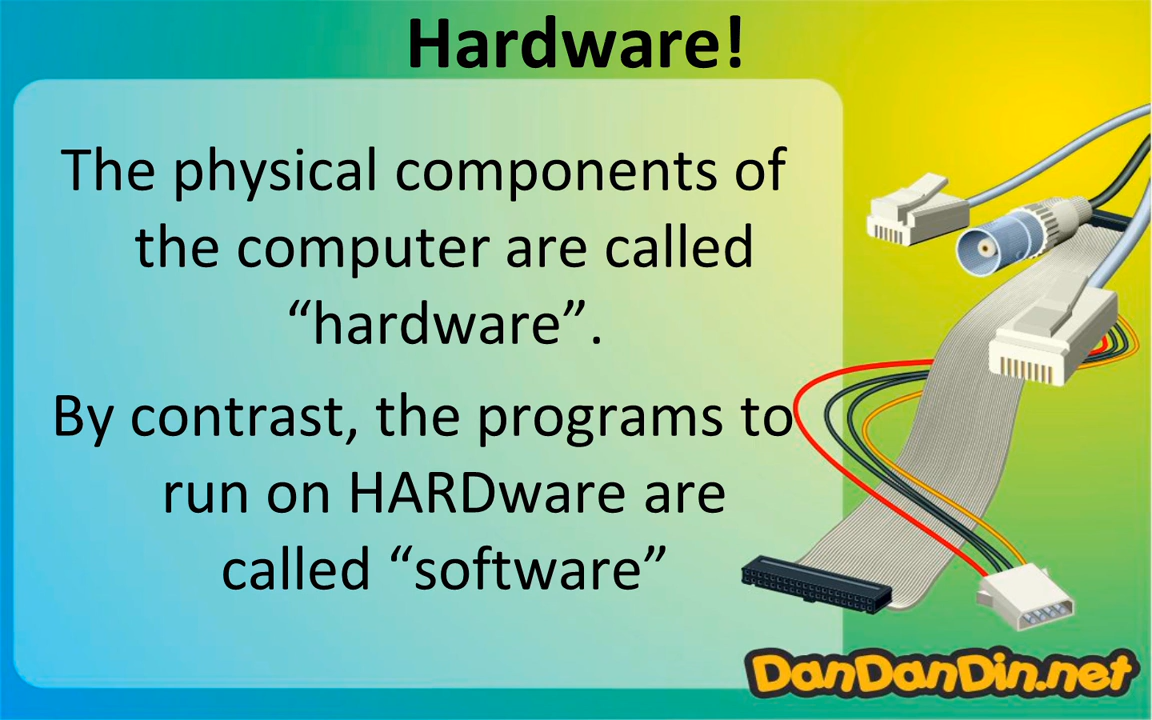 Hardware!
The physical components of
the computer are called
“hardware”.
By contrast, the programs to
run on HARDware are
called “software”
DanDanDin.net